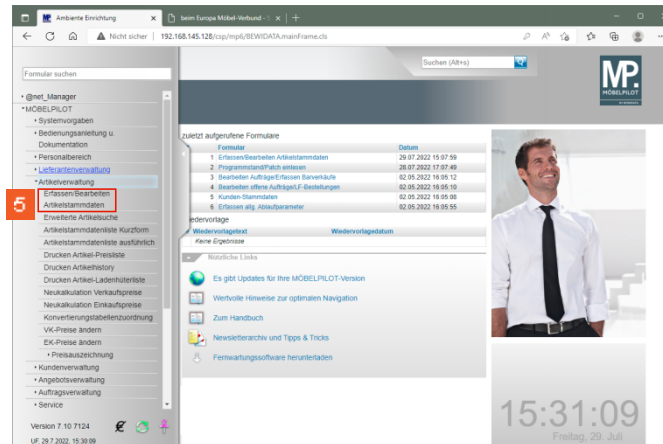 Ambiente Einrichtung
beim Europa Möbel-Verbund - S
Nicht sicher
192.168.145.128/csp/mp6/BEWIDATA.mainFrame.cls
Suchen (Alt+s)
Formular suchen
MP.
MÖBELPILOT
@net_Manager
MÖBELPILOT
Systemvorgaben
Bedienungsanleitung u.
Dokumentation
Personalbereich
Lieferantenverwaltung
Artikelverwaltung
5
Erfassen/Bearbeiten
Artikelstammdaten
Erweiterte Artikelsuche
Artikelstammdatenliste Kurzform
Artikelstammdatenliste ausführlich
Drucken Artikel-Preisliste
Drucken Artikelhistory
Drucken Artikel-Ladenhüterliste
Neukalkulation Verkaufspreise
Neukalkulation Einkaufspreise
Konvertierungstabellenzuordnung
VK-Preise ändern
EK-Preise ändern
Preisauszeichnung
Kundenverwaltung
Angebotsverwaltung
Auftragsverwaltung
Service
Version 7.10 7124
UF, 29.7.2022, 15:30:09
zuletzt aufgerufene Formulare
Formular Datum
1 Erfassen/Bearbeiten Artikelstammdaten 29.07.2022 15:07:59
2 Programmstand/Patch einlesen 28.07.2022 17:07:49
3 Bearbeiten Aufträge/Erfassen Barverkäufe 02.05.2022 16:05:12
4 Bearbeiten offene Aufträge/LF-Bestellungen 02.05.2022 16:05:10
5 Kunden-Stammdaten 02.05.2022 16:05:08
6 Erfassen allg. Ablaufparameter 02.05.2022 16:05:55
edervorlage
Wiedervorlagetext Wiedervorlagedatum
Keine Ergebnisse
Nützliche Links
Es gibt Updates für Ihre MÖBELPILOT-Version
Wertvolle Hinweise zur optimalen Navigation
Zum Handbuch
Newsletterarchiv und Tipps & Tricks
Fernwartungssoftware herunterladen
15:31:09
Freitag, 29. Juli